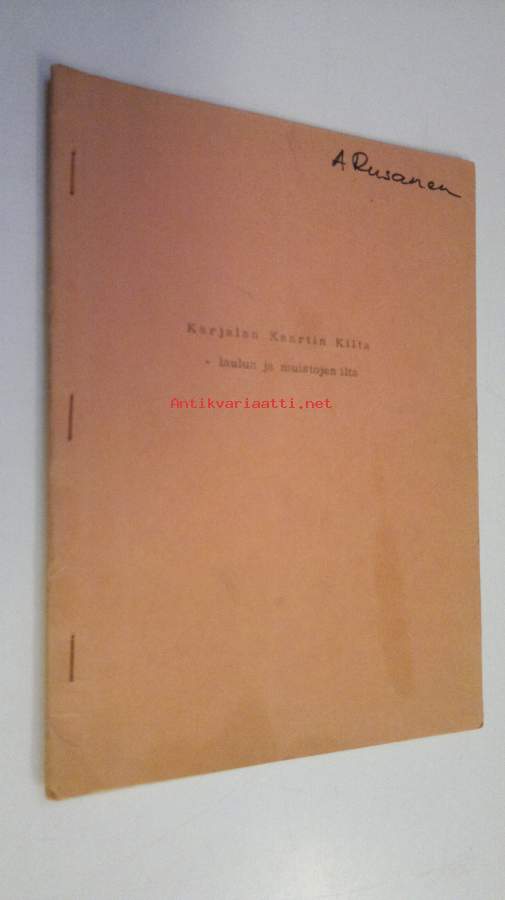 A Rusanen
Karjalan Kaartin Kilta
- laulun ja muistojen ilta
Antikvariaatti.net